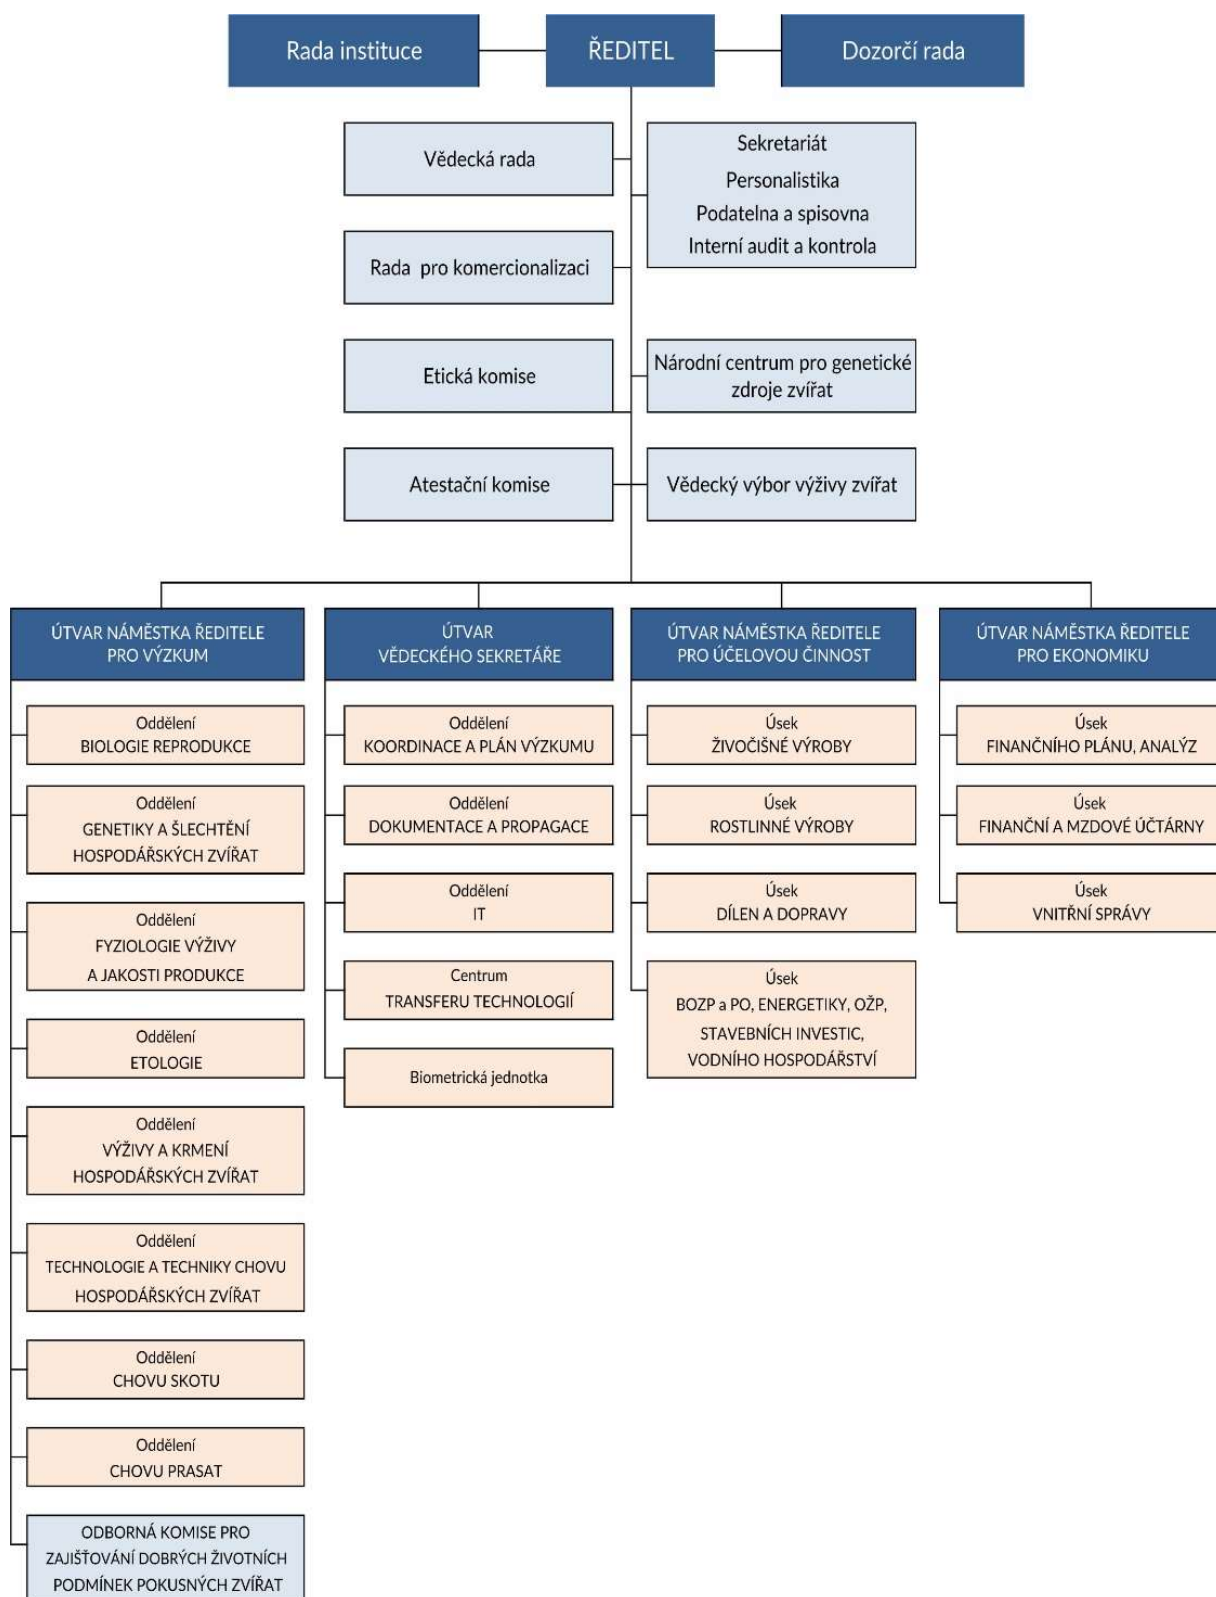 Rada instituce
ŘEDITEL
Dozorčí rada
Vědecká rada
Sekretariát
Personalistika
Podatelna a spisovna
Interní audit a kontrola
Rada pro komercionalizaci
Etická komise
Národní centrum pro genetické
zdroje zvířat
Atestační komise
Vědecký výbor výživy zvířat
ÚTVAR NÁMĚSTKA ŘEDITELE
PRO VÝZKUM
Oddělení
BIOLOGIE REPRODUKCE
Oddělení
GENETIKY A ŠLECHTĚNÍ
HOSPODÁŘSKÝCH ZVÍŘAT
Oddělení
FYZIOLOGIE VÝŽIVY
A JAKOSTI PRODUKCE
Oddělení
ETOLOGIE
Oddělení
VÝŽIVY A KRMENÍ
HOSPODÁŘSKÝCH ZVÍŘAT
Oddělení
TECHNOLOGIE A TECHNIKY CHOVU
HOSPODÁŘSKÝCH ZVÍŘAT
Oddělení
CHOVU SKOTU
Oddělení
CHOVU PRASAT
ODBORNÁ KOMISE PRO
ZAJIŠŤOVÁNÍ DOBRÝCH ŽIVOTNÍCH
PODMÍNEK POKUSNÝCH ZVÍŘAT
ÚTVAR
VĚDECKÉHO SEKRETÁŘE
Oddělení
KOORDINACE A PLÁN VÝZKUMU
Oddělení
DOKUMENTACE A PROPAGACE
Oddělení
IT
Centrum
TRANSFERU TECHNOLOGIÍ
Biometrická jednotka
ÚTVAR NÁMĚSTKA ŘEDITELE
PRO ÚČELOVOU ČINNOST
Úsek
ŽIVOČIŠNÉ VÝROBY
Úsek
ROSTLINNÉ VÝROBY
Úsek
DÍLEN A DOPRAVY
Úsek
BOZP a PO, ENERGETIKY, OŽP,
STAVEBNÍCH INVESTIC,
VODNÍHO HOSPODÁŘSTVÍ
ÚTVAR NÁMĚSTKA ŘEDITELE
PRO EKONOMIKU
Úsek
FINANČNÍHO PLÁNU, ANALÝZ
Úsek
FINANČNÍ A MZDOVÉ ÚČTÁRNY
Úsek
VNITŘNÍ SPRÁVY